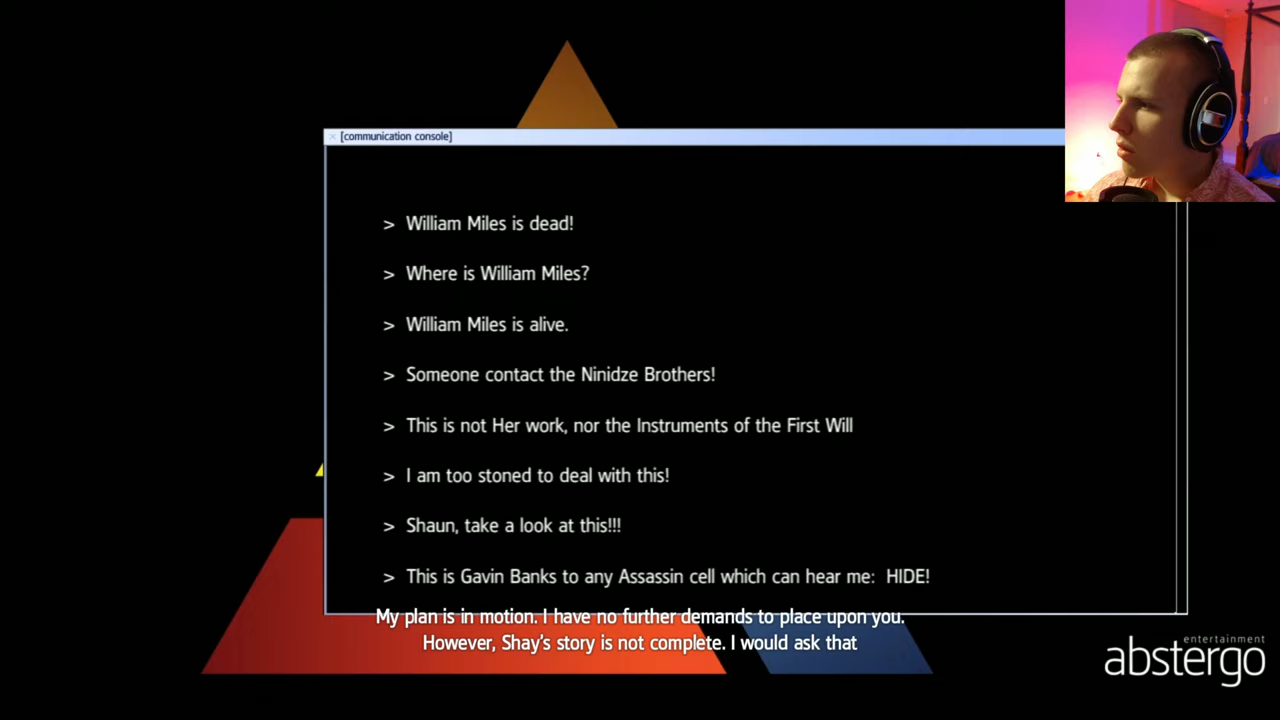 [communication console]
> William Miles is dead!
> Where is William Miles?
> William Miles is alive.
> Someone contact the Ninidze Brothers!
> This is not Her work, nor the Instruments of the First Will
> I am too stoned to deal with this!
> Shaun, take a look at this!!!
> This is Gavin Banks to any Assassin cell which can hear me:  HIDE!
My plan is in motion. I have no further demands to place upon you.
However, Shay's story is not complete. I would ask that
entertainment
abstergo